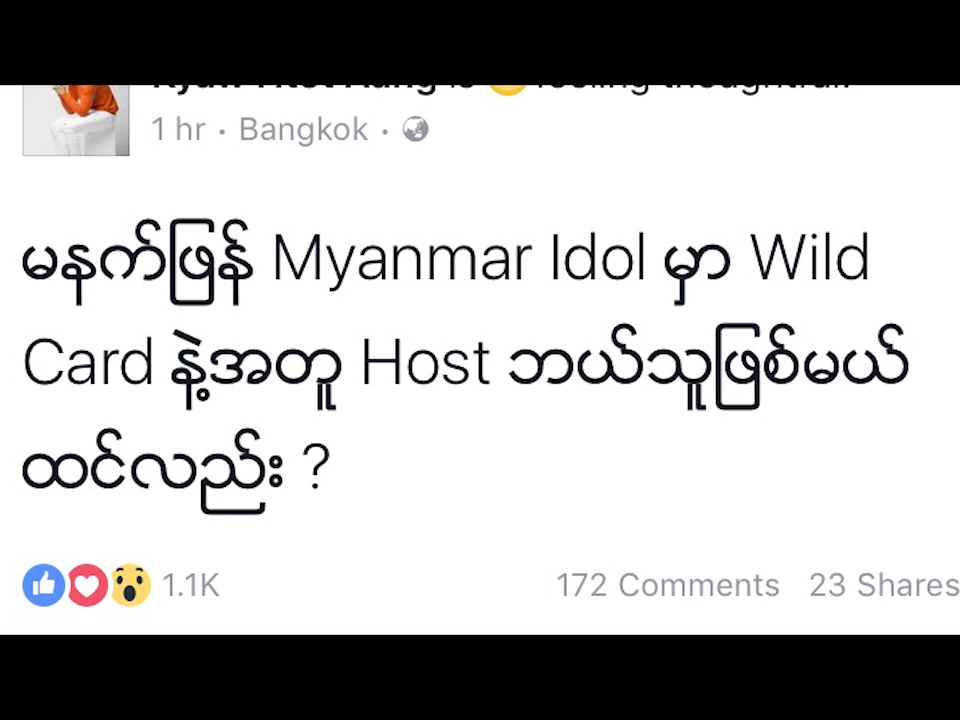 1 hr · Bangkok ·
မနက်ဖြန် Myanmar Idol မှာ Wild
Card နဲ့အတူ Host ဘယ်သူဖြစ်မယ်
ထင်လည်း ?
1.1K 172 Comments 23 Shares